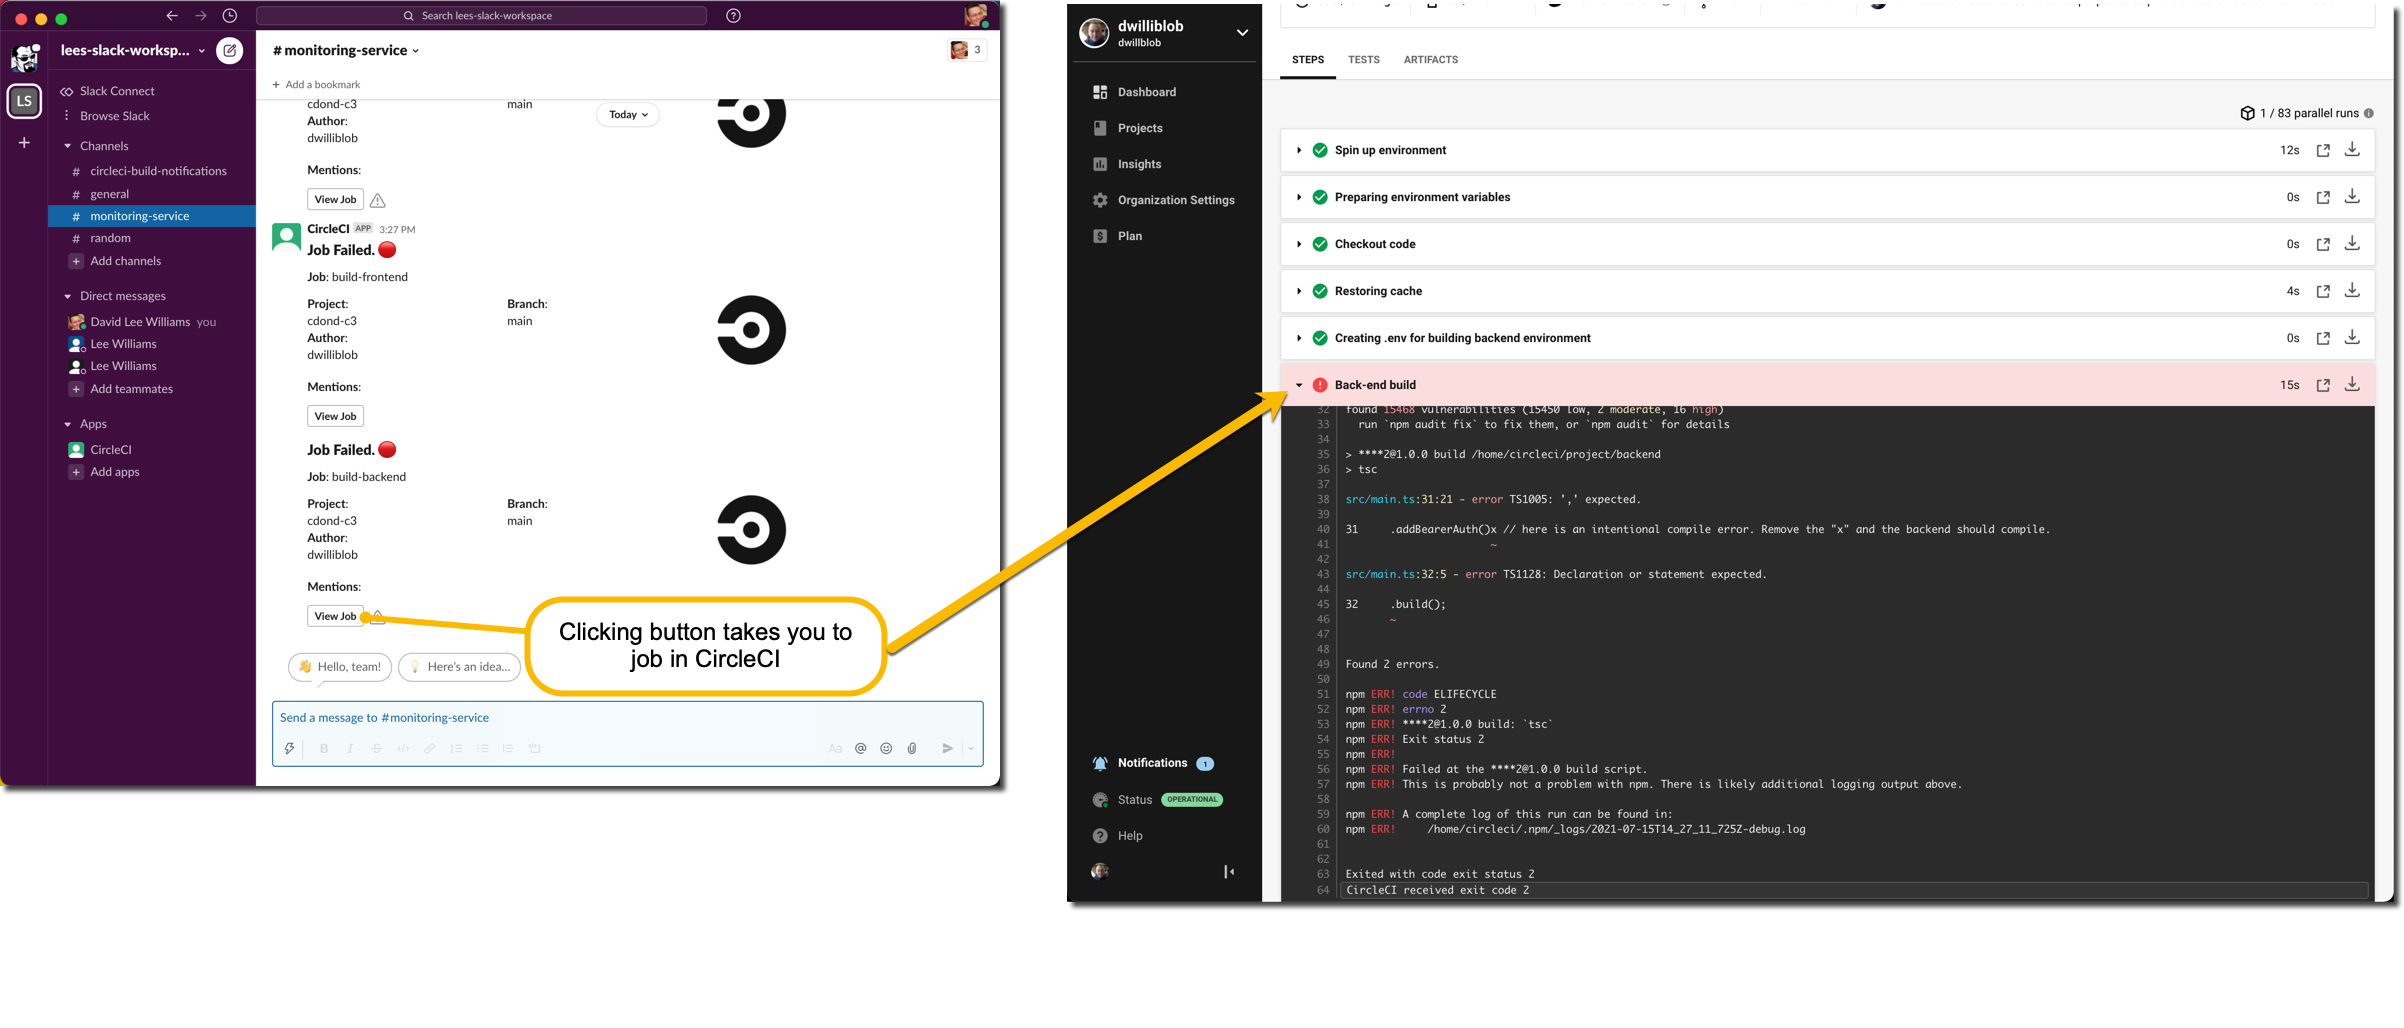 Search lees-slack-workspace
lees-slack-worksp...
LS
Slack Connect
Browse Slack
Channels
# circleci-build-notifications
# general
# monitoring-service
# random
+ Add channels
Direct messages
David Lee Williams you
Lee Williams
Lee Williams
+ Add teammates
Apps
CircleCI
+ Add apps
# monitoring-service
3
+ Add a bookmark
Today
cdond-c3 main
Author:
dwilliblob
Mentions:
View Job
CircleCI APP 3:27 PM
Job Failed.
Job: build-frontend
Project: Branch:
cdond-c3 main
Author:
dwilliblob
Mentions:
View Job
Job Failed.
Job: build-backend
Project: Branch:
cdond-c3 main
Author:
dwilliblob
Mentions:
View Job
Hello, team!
Here's an idea...
Send a message to #monitoring-service
Aa
Clicking button takes you to
job in CircleCI
dwilliblob
dwilliblob
Dashboard
Projects
Insights
Organization Settings
Plan
Notifications 1
Status OPERATIONAL
Help
STEPS TESTS ARTIFACTS
1 / 83 parallel runs
Spin up environment 12s
Preparing environment variables 0s
Checkout code 0s
Restoring cache 4s
Creating .env for building backend environment 0s
Back-end build 15s
32 found 15468 vulnerabilities (15450 low, 2 moderate, 16 high)
33 run `npm audit fix` to fix them, or `npm audit` for details
34
35 > ****2@1.0.0 build /home/circleci/project/backend
36 > tsc
37
38 src/main.ts:31:21 - error TS1005: ',' expected.
39
40 31 .addBearerAuth()x // here is an intentional compile error. Remove the "x" and the backend should compile.
41 ~
42
43 src/main.ts:32:5 - error TS1128: Declaration or statement expected.
44
45 32 .build();
46 ~
47
48
49 Found 2 errors.
50
51 npm ERR! code ELIFECYCLE
52 npm ERR! errno 2
53 npm ERR! ****2@1.0.0 build: `tsc`
54 npm ERR! Exit status 2
55 npm ERR!
56 npm ERR! Failed at the ****2@1.0.0 build script.
57 npm ERR! This is probably not a problem with npm. There is likely additional logging output above.
58
59 npm ERR! A complete log of this run can be found in:
60 npm ERR! /home/circleci/.npm/_logs/2021-07-15T14_27_11_725Z-debug.log
61
62
63 Exited with code exit status 2
64 CircleCI received exit code 2